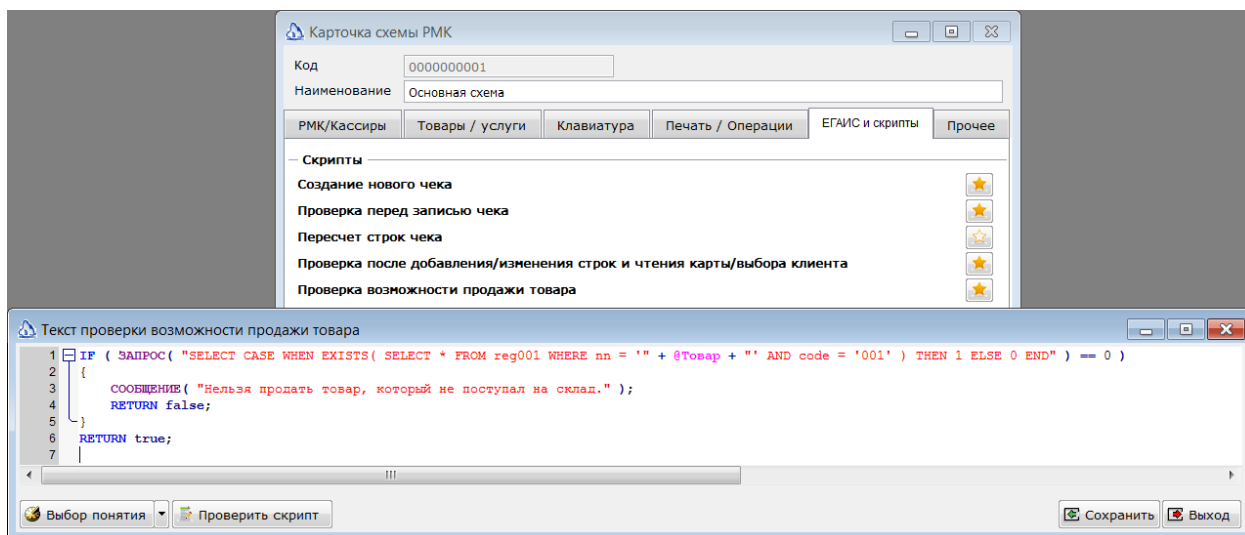 Карточка схемы РМК
Код 0000000001
Наименование Основная схема
РМК/Кассиры Товары / услуги Клавиатура Печать / Операции ЕГАИС и скрипты Прочее
Скрипты
Создание нового чека
Проверка перед записью чека
Пересчет строк чека
Проверка после добавления/изменения строк и чтения карты/выбора клиента
Проверка возможности продажи товара
Текст проверки возможности продажи товара
1 IF ( ЗАПРОС( "SELECT CASE WHEN EXISTS( SELECT * FROM reg001 WHERE nn = '" + @Товар + "' AND code = '001' ) THEN 1 ELSE 0 END" ) == 0 )
2 {
3 СООБЩЕНИЕ( "Нельзя продать товар, который не поступал на склад." );
4 RETURN false;
5 }
6 RETURN true;
7
Выбор понятия Проверить скрипт Сохранить Выход